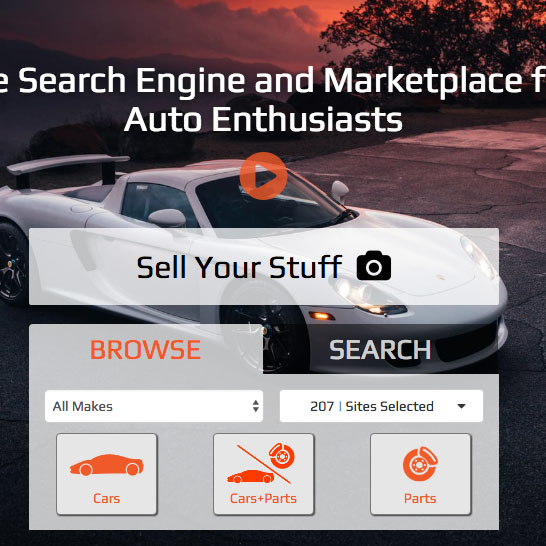 e Search Engine and Marketplace f
Auto Enthusiasts
Sell Your Stuff
BROWSE
SEARCH
All Makes
207 | Sites Selected
Cars
Cars+Parts
Parts